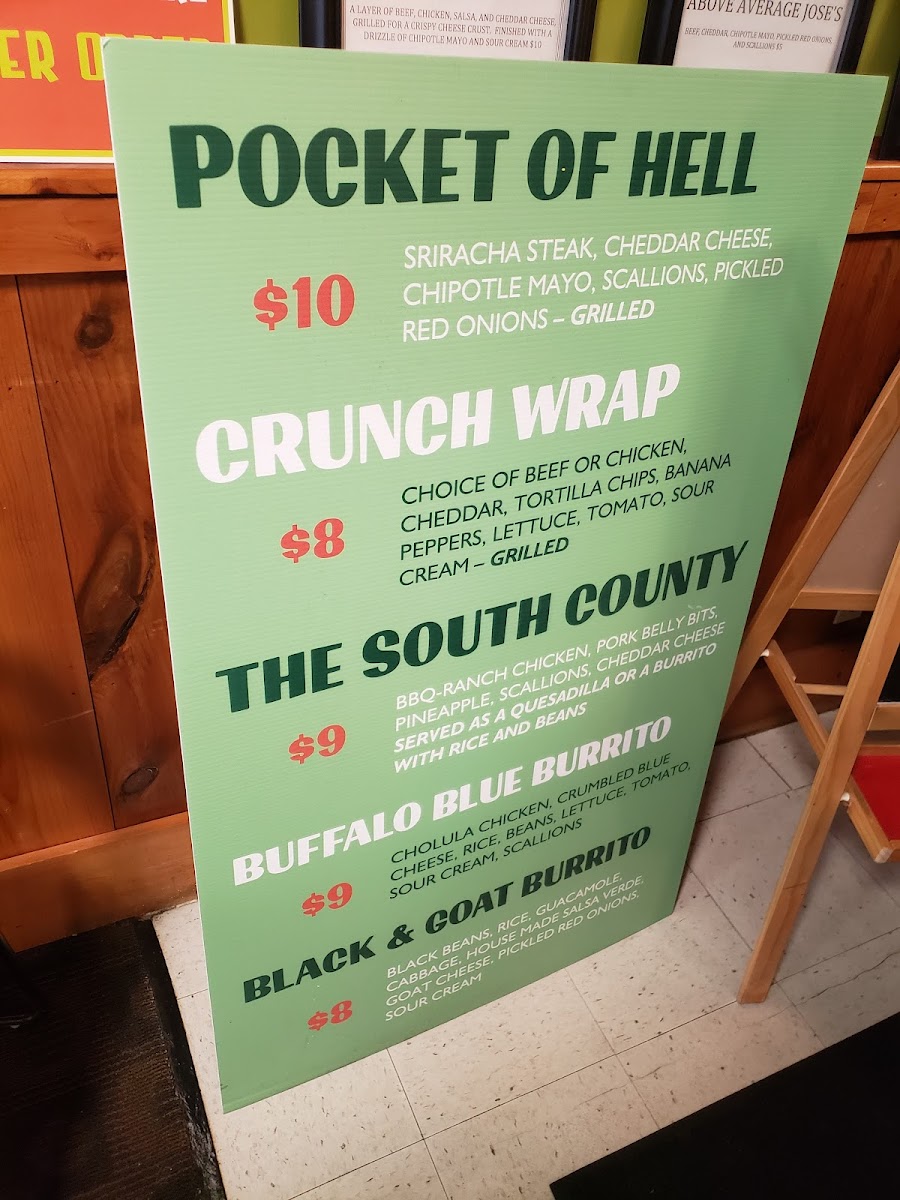 ER ORDER
A LAYER OF BEEF, CHICKEN, SALSA, AND CHEDDAR CHEESE,
GRILLED FOR A CRISPY CHEESE CRUST. FINISHED WITH A
DRIZZLE OF CHIPOTLE MAYO AND SOUR CREAM $10
ABOVE AVERAGE JOSE'S
BEEF, CHEDDAR, CHIPOTLE MAYO, PICKLED RED ONIONS,
AND SCALLIONS $5
POCKET OF HELL
$10
SRIRACHA STEAK, CHEDDAR CHEESE,
CHIPOTLE MAYO, SCALLIONS, PICKLED
RED ONIONS – GRILLED
CRUNCH WRAP
$8
CHOICE OF BEEF OR CHICKEN,
CHEDDAR, TORTILLA CHIPS, BANANA
PEPPERS, LETTUCE, TOMATO, SOUR
CREAM – GRILLED
THE SOUTH COUNTY
$9
BBQ-RANCH CHICKEN, PORK BELLY BITS,
PINEAPPLE, SCALLIONS, CHEDDAR CHEESE
SERVED AS A QUESADILLA OR A BURRITO
WITH RICE AND BEANS
BUFFALO BLUE BURRITO
$9
CHOLULA CHICKEN, CRUMBLED BLUE
CHEESE, RICE, BEANS, LETTUCE, TOMATO,
SOUR CREAM, SCALLIONS
BLACK & GOAT BURRITO
$8
BLACK BEANS, RICE, GUACAMOLE,
CABBAGE, HOUSE MADE SALSA VERDE,
GOAT CHEESE, PICKLED RED ONIONS,
SOUR CREAM